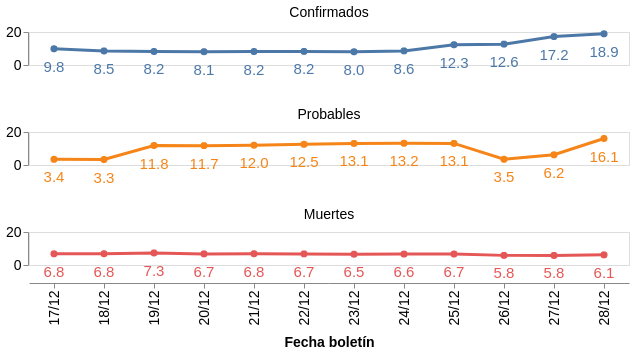 Confirmados
20
0
9.8 8.5 8.2 8.1 8.2 8.2 8.0 8.6 12.3 12.6 17.2 18.9
Probables
20
0
3.4 3.3 11.8 11.7 12.0 12.5 13.1 13.2 13.1 3.5 6.2 16.1
Muertes
20
0
6.8 6.8 7.3 6.7 6.8 6.7 6.5 6.6 6.7 5.8 5.8 6.1
17/12 18/12 19/12 20/12 21/12 22/12 23/12 24/12 25/12 26/12 27/12 28/12
Fecha boletín